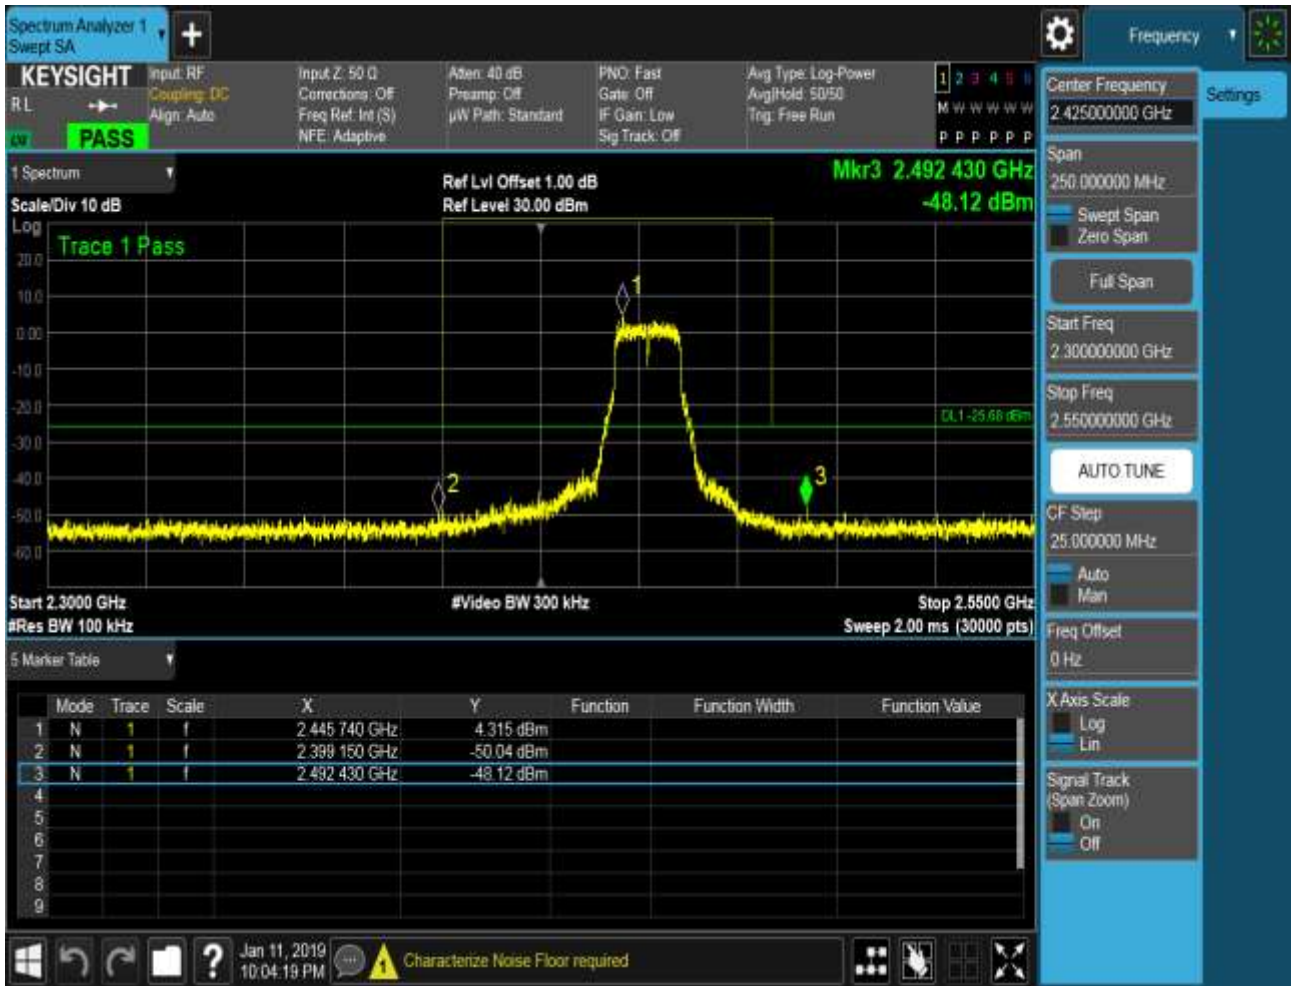 Spectrum Analyzer 1
Swept SA
+
Frequency
KEYSIGHT
RL
PASS
Input: RF
Coupling: DC
Align: Auto
Input Z: 50 Ω
Corrections: Off
Freq Ref: Int (S)
NFE: Adaptive
Atten: 40 dB
Preamp: Off
µW Path: Standard
PNO: Fast
Gate: Off
IF Gain: Low
Sig Track: Off
Avg Type: Log-Power
Avg|Hold: 50/50
Trig: Free Run
1 2 3 4 5 6
M W W W W W
P P P P P P
1 Spectrum
Scale/Div 10 dB
Ref Lvl Offset 1.00 dB
Ref Level 30.00 dBm
Mkr3 2.492 430 GHz
-48.12 dBm
Log
Trace 1 Pass
20.0
10.0
0.00
-10.0
-20.0
-30.0
-40.0
-50.0
-60.0
1
2
3
DL1 -25.68 dBm
Start 2.3000 GHz
#Video BW 300 kHz
Stop 2.5500 GHz
#Res BW 100 kHz
Sweep 2.00 ms (30000 pts)
5 Marker Table
Mode Trace Scale X Y Function Function Width Function Value
1 N 1 f 2.445 740 GHz 4.315 dBm
2 N 1 f 2.399 150 GHz -50.04 dBm
3 N 1 f 2.492 430 GHz -48.12 dBm
4
5
6
7
8
9
Center Frequency
2.425000000 GHz
Settings
Span
250.000000 MHz
Swept Span
Zero Span
Full Span
Start Freq
2.300000000 GHz
Stop Freq
2.550000000 GHz
AUTO TUNE
CF Step
25.000000 MHz
Auto
Man
Freq Offset
0 Hz
X Axis Scale
Log
Lin
Signal Track
(Span Zoom)
On
Off
?
Jan 11, 2019
10:04:19 PM
1
Characterize Noise Floor required